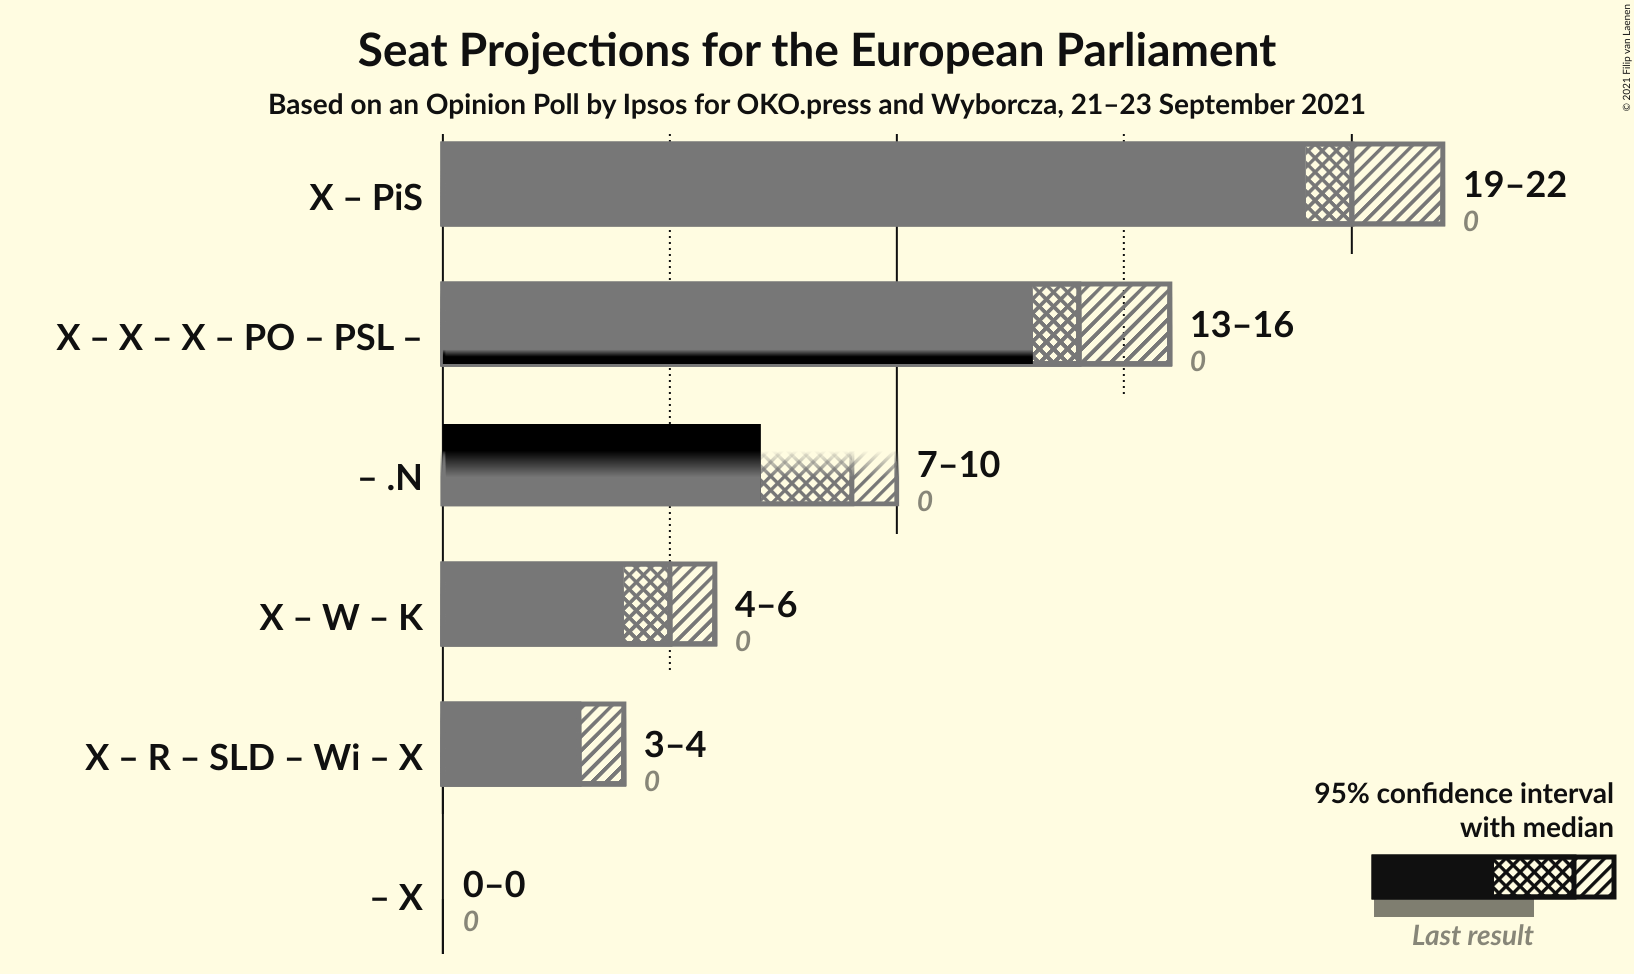 Seat Projections for the European Parliament
Based on an Opinion Poll by Ipsos for OKO.press and Wyborcza, 21–23 September 2021
© 2021 Filip van Laenen
X – PiS
19–22
0
X – X – X – PO – PSL –
13–16
0
– .N
7–10
0
X – W – K
4–6
0
X – R – SLD – Wi – X
3–4
0
– X
0–0
0
95% confidence interval
with median
Last result